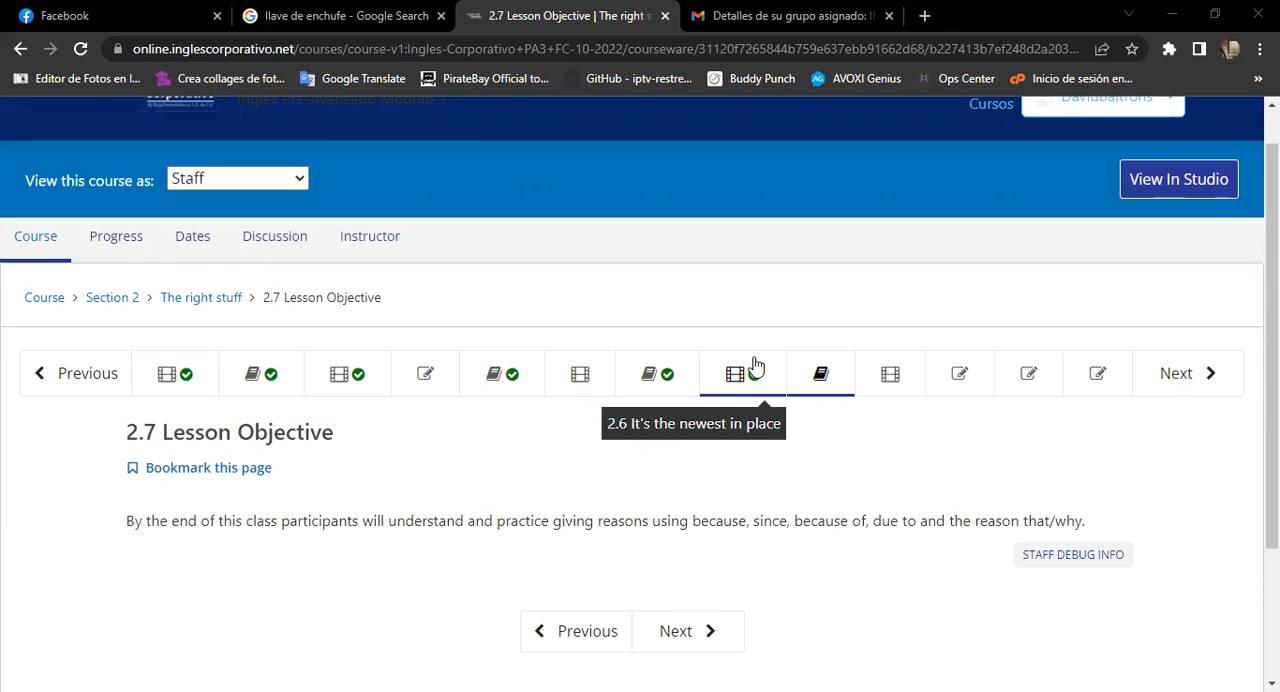 Facebook
llave de enchufe - Google Search
2.7 Lesson Objective | The right s
Detalles de su grupo asignado: I
online.inglescorporativo.net/courses/course-v1:Ingles-Corporativo+PA3+FC-10-2022/courseware/31120f7265844b759e637ebb91662d68/b227413b7ef248d2a203...
Editor de Fotos en l...
Crea collages de fot...
Google Translate
PirateBay Official to...
GitHub - iptv-restre...
Buddy Punch
AVOXI Genius
Ops Center
Inicio de sesión en...
»
Inglés Pre-Avanzado Módulo 3
Cursos
DavidBaltrons
View this course as:
Staff
View In Studio
Course
Progress
Dates
Discussion
Instructor
Course > Section 2 > The right stuff > 2.7 Lesson Objective
Previous
Next
2.6 It's the newest in place
2.7 Lesson Objective
Bookmark this page
By the end of this class participants will understand and practice giving reasons using because, since, because of, due to and the reason that/why.
STAFF DEBUG INFO
Previous
Next